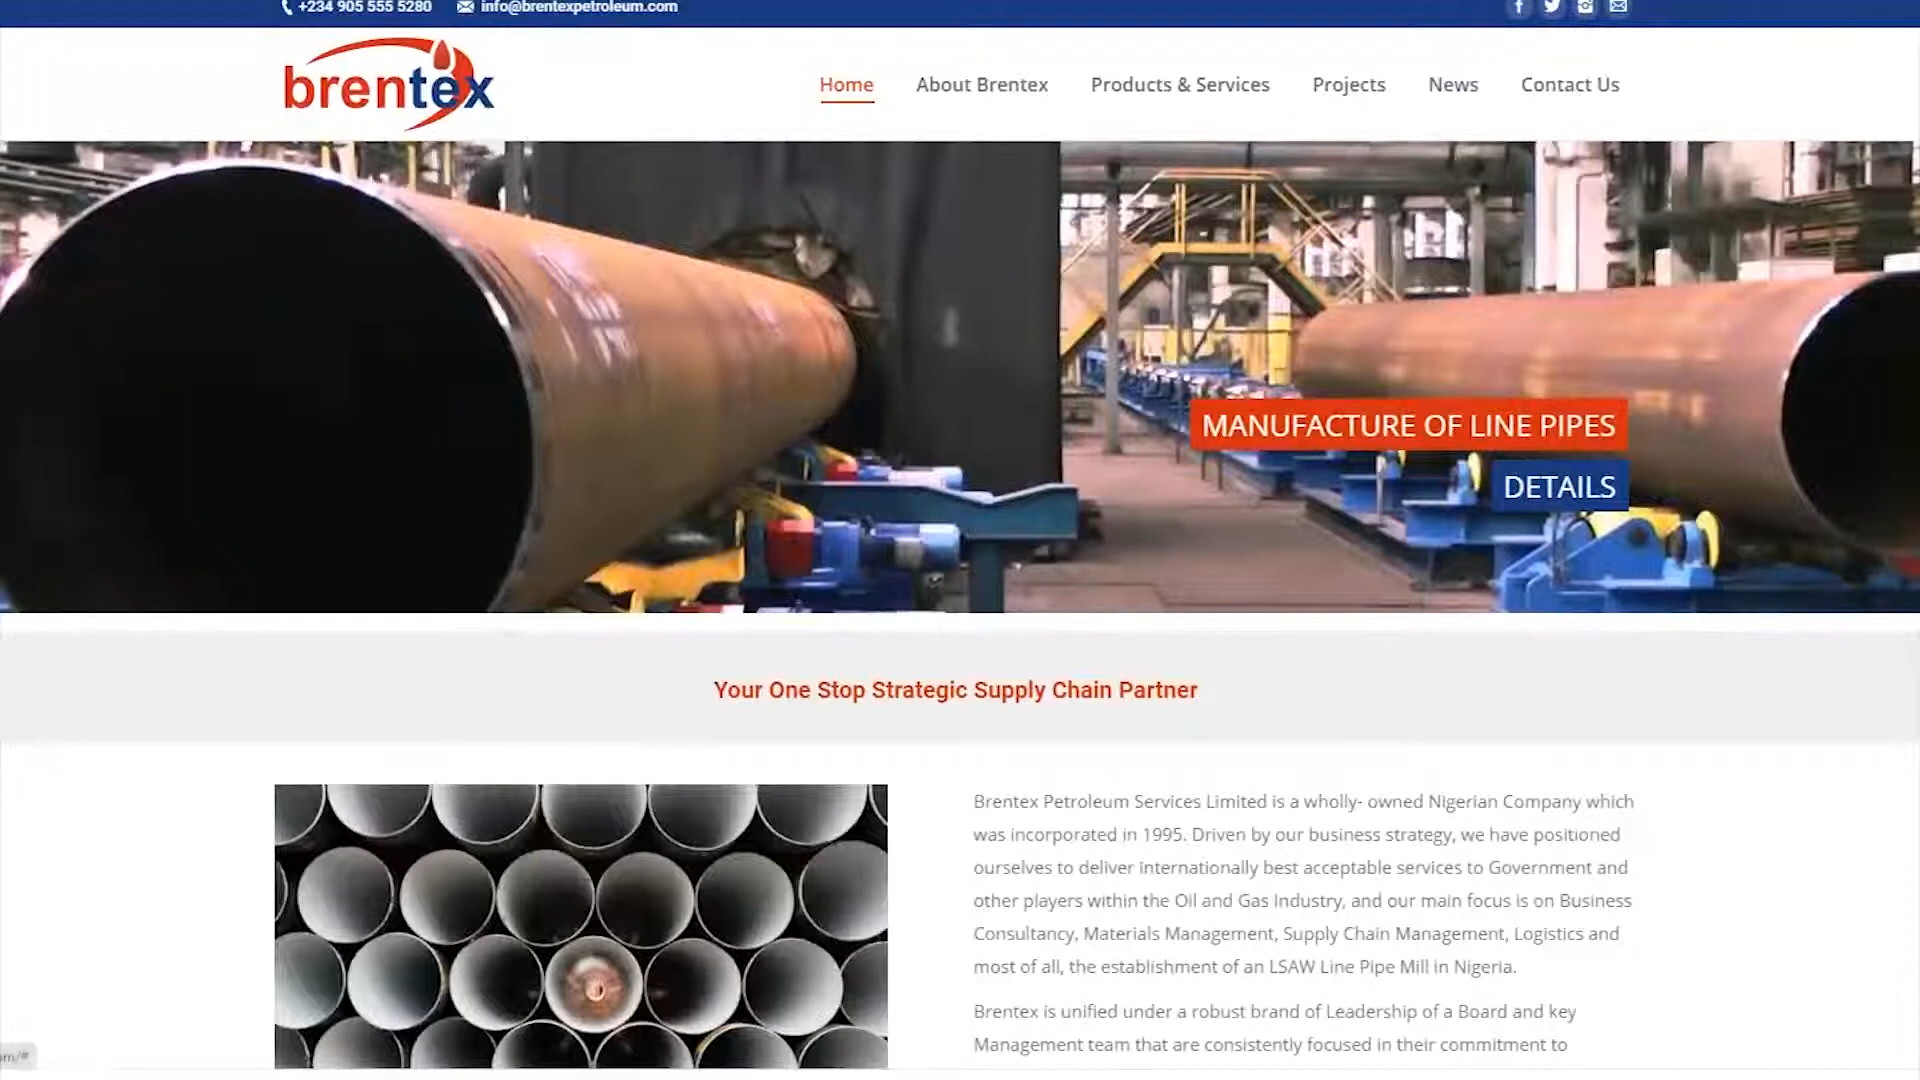 +234 905 555 5280 info@brentexpetroleum.com
brentex
Home About Brentex Products & Services Projects News Contact Us
MANUFACTURE OF LINE PIPES
DETAILS
Your One Stop Strategic Supply Chain Partner
Brentex Petroleum Services Limited is a wholly- owned Nigerian Company which
was incorporated in 1995. Driven by our business strategy, we have positioned
ourselves to deliver internationally best acceptable services to Government and
other players within the Oil and Gas Industry, and our main focus is on Business
Consultancy, Materials Management, Supply Chain Management, Logistics and
most of all, the establishment of an LSAW Line Pipe Mill in Nigeria.
Brentex is unified under a robust brand of Leadership of a Board and key
Management team that are consistently focused in their commitment to